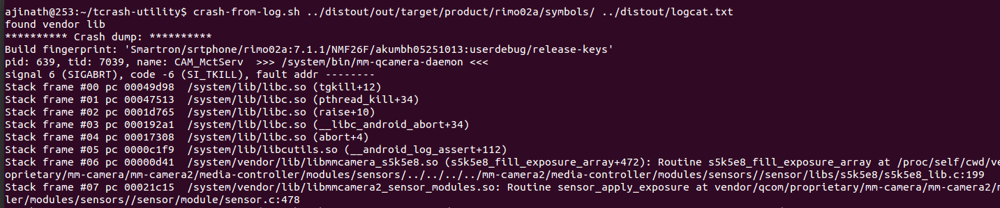 ajinath@253:~/tcrash-utility$ crash-from-log.sh ../distout/out/target/product/rimo02a/symbols/ ../distout/logcat.txt
found vendor lib
********** Crash dump: **********
Build fingerprint: 'Smartron/srtphone/rimo02a:7.1.1/NMF26F/akumbh05251013:userdebug/release-keys'
pid: 639, tid: 7039, name: CAM_MctServ  >>> /system/bin/mm-qcamera-daemon <<<
signal 6 (SIGABRT), code -6 (SI_TKILL), fault addr --------
Stack frame #00 pc 00049d98  /system/lib/libc.so (tgkill+12)
Stack frame #01 pc 00047513  /system/lib/libc.so (pthread_kill+34)
Stack frame #02 pc 0001d765  /system/lib/libc.so (raise+10)
Stack frame #03 pc 000192a1  /system/lib/libc.so (__libc_android_abort+34)
Stack frame #04 pc 00017308  /system/lib/libc.so (abort+4)
Stack frame #05 pc 0000c1f9  /system/lib/libcutils.so (__android_log_assert+112)
Stack frame #06 pc 00000d41  /system/vendor/lib/libmmcamera_s5k5e8.so (s5k5e8_fill_exposure_array+472): Routine s5k5e8_fill_exposure_array at /proc/self/cwd/ve
oprietary/mm-camera/mm-camera2/media-controller/modules/sensors/../../../../mm-camera2/media-controller/modules/sensors//sensor/libs/s5k5e8/s5k5e8_lib.c:199
Stack frame #07 pc 00021c15  /system/vendor/lib/libmmcamera2_sensor_modules.so: Routine sensor_apply_exposure at vendor/qcom/proprietary/mm-camera/mm-camera2/m
ler/modules/sensors//sensor/module/sensor.c:478